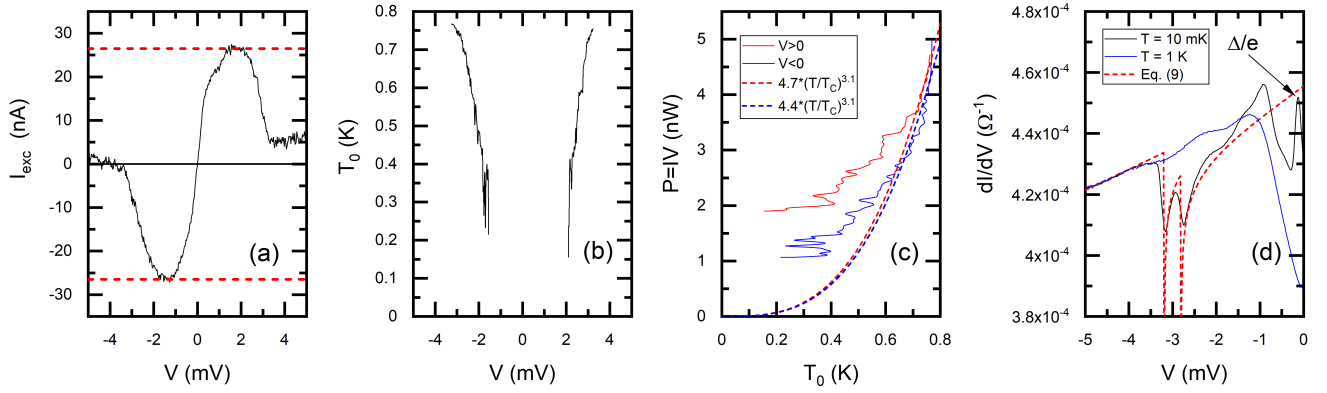 30
20
10
0
-10
-20
-30
I_exc (nA)
-4 -2 0 2 4
V (mV)
(a)
0.8
0.7
0.6
0.5
0.4
0.3
0.2
0.1
0
T_0 (K)
-4 -2 0 2 4
V (mV)
(b)
5
4
3
2
1
0
P=IV (nW)
V>0
V<0
4.7*(T/T_C)^3.1
4.4*(T/T_C)^3.1
0 0.2 0.4 0.6 0.8
T_0 (K)
(c)
4.8x10^-4
4.6x10^-4
4.4x10^-4
4.2x10^-4
4x10^-4
3.8x10^-4
dI/dV (Ω^-1)
T = 10 mK
T = 1 K
Eq. (9)
Δ/e
-5 -4 -3 -2 -1 0
V (mV)
(d)